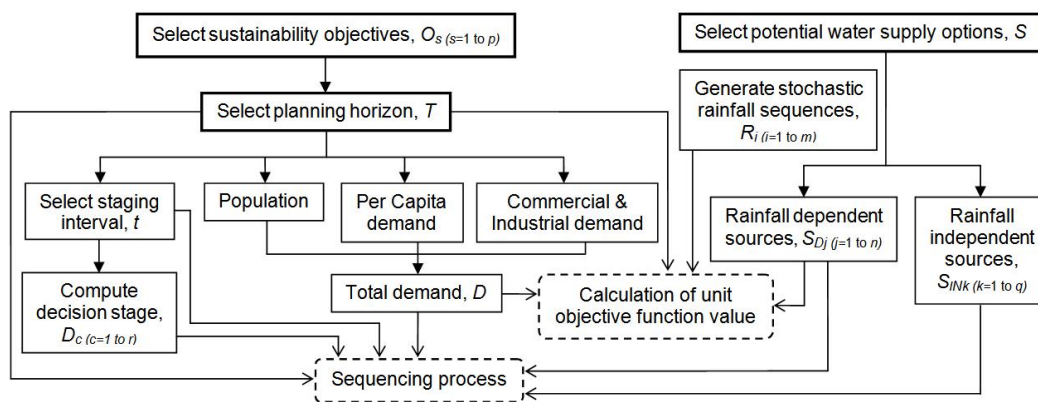 Select sustainability objectives, Os (s=1 to p)
Select potential water supply options, S
Generate stochastic
rainfall sequences,
Ri (i=1 to m)
Select planning horizon, T
Select staging
interval, t
Population
Per Capita
demand
Commercial &
Industrial demand
Rainfall dependent
sources, SDj (j=1 to n)
Rainfall
independent
sources,
SINk (k=1 to q)
Compute
decision stage,
Dc (c=1 to r)
Total demand, D
Calculation of unit
objective function value
Sequencing process